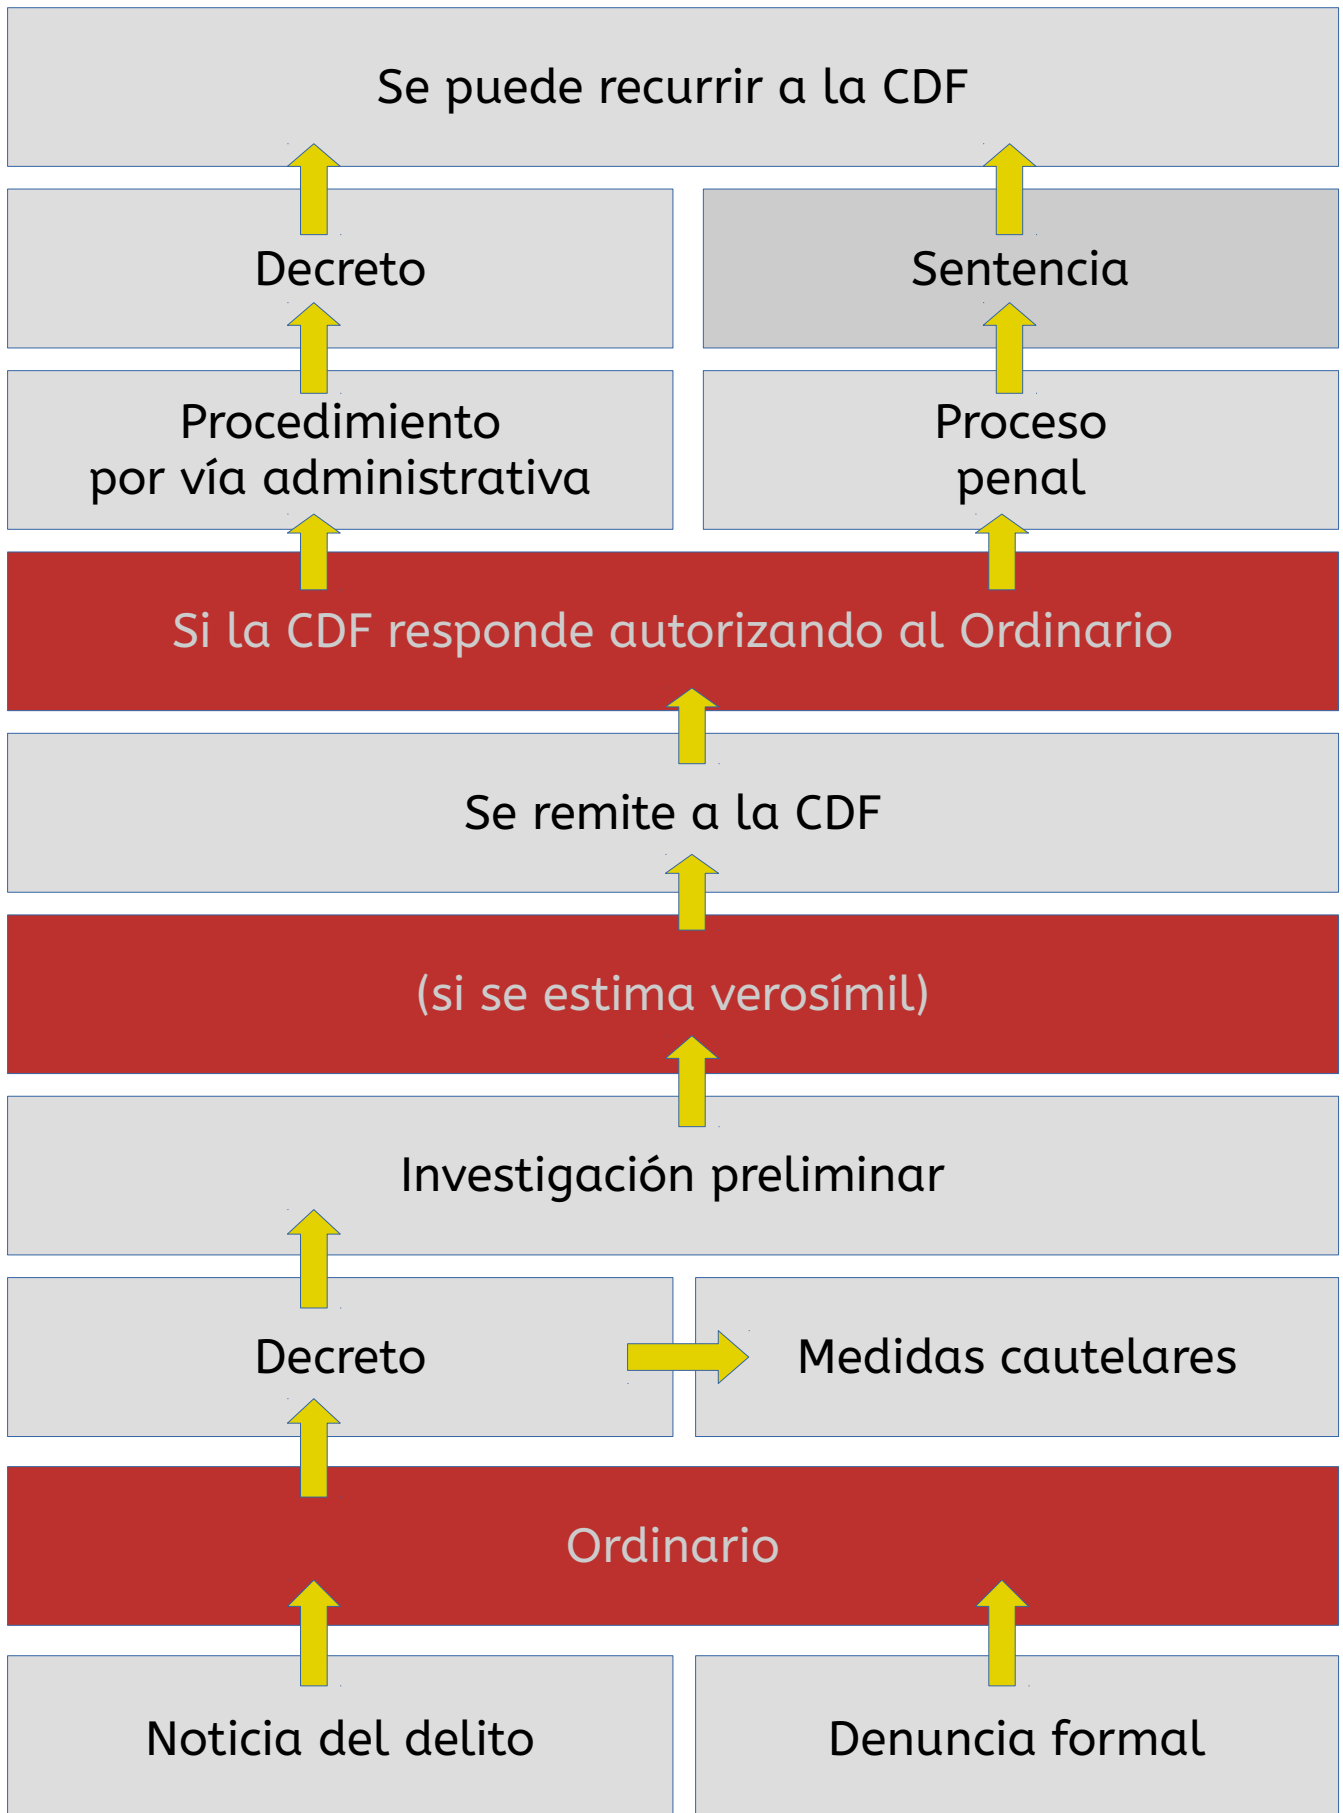 Se puede recurrir a la CDF
Decreto
Sentencia
Procedimiento
por vía administrativa
Proceso
penal
Si la CDF responde autorizando al Ordinario
Se remite a la CDF
(si se estima verosímil)
Investigación preliminar
Decreto
Medidas cautelares
Ordinario
Noticia del delito
Denuncia formal